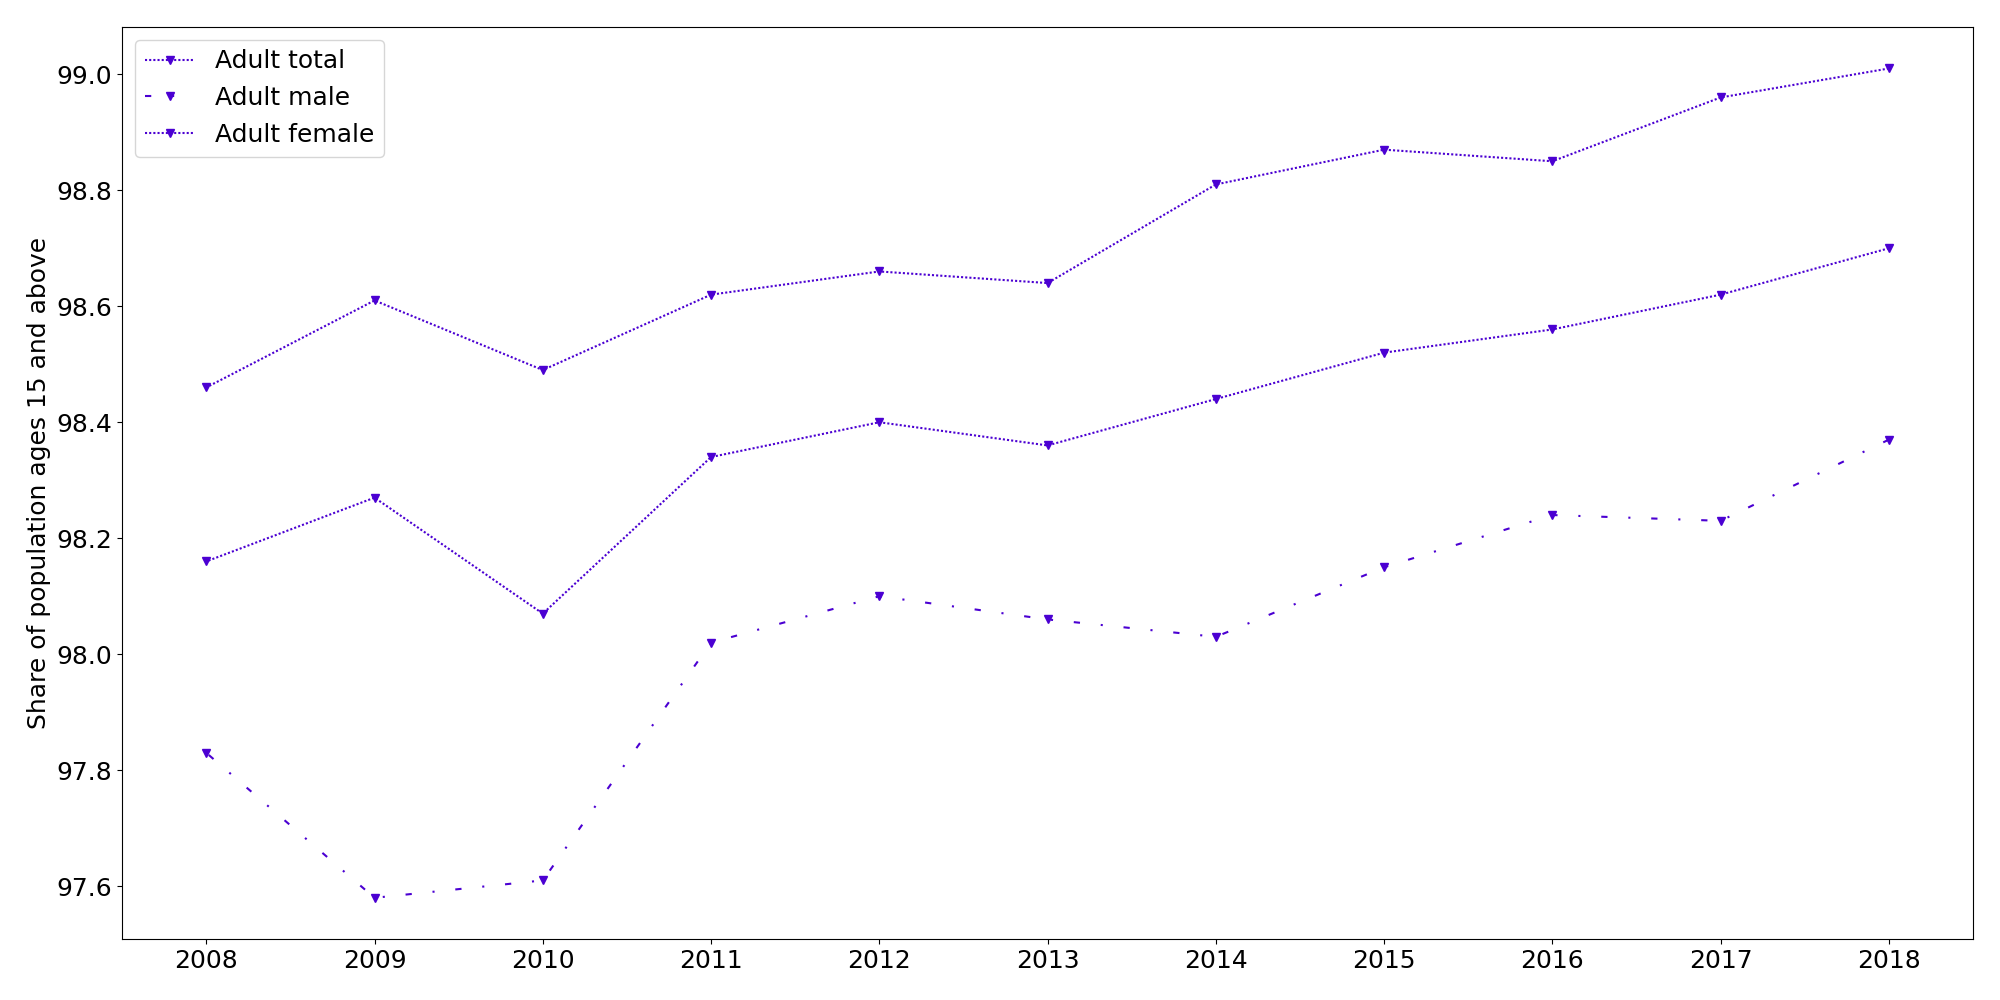 Adult total
Adult male
Adult female
Share of population ages 15 and above
99.0
98.8
98.6
98.4
98.2
98.0
97.8
97.6
2008 2009 2010 2011 2012 2013 2014 2015 2016 2017 2018